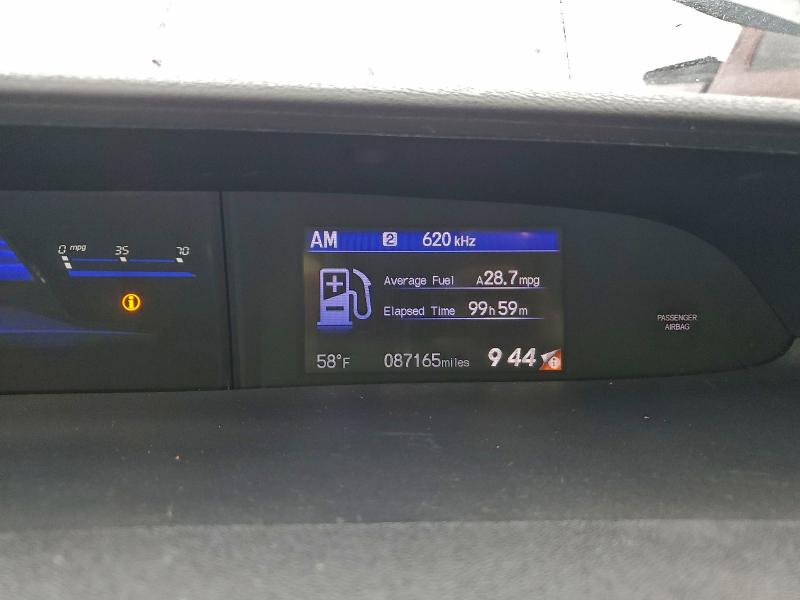 AM 2 620 kHz
0 mpg 35 70
Average Fuel A28.7mpg
Elapsed Time 99h59m
PASSENGER
AIRBAG
58°F 087165miles 9 44